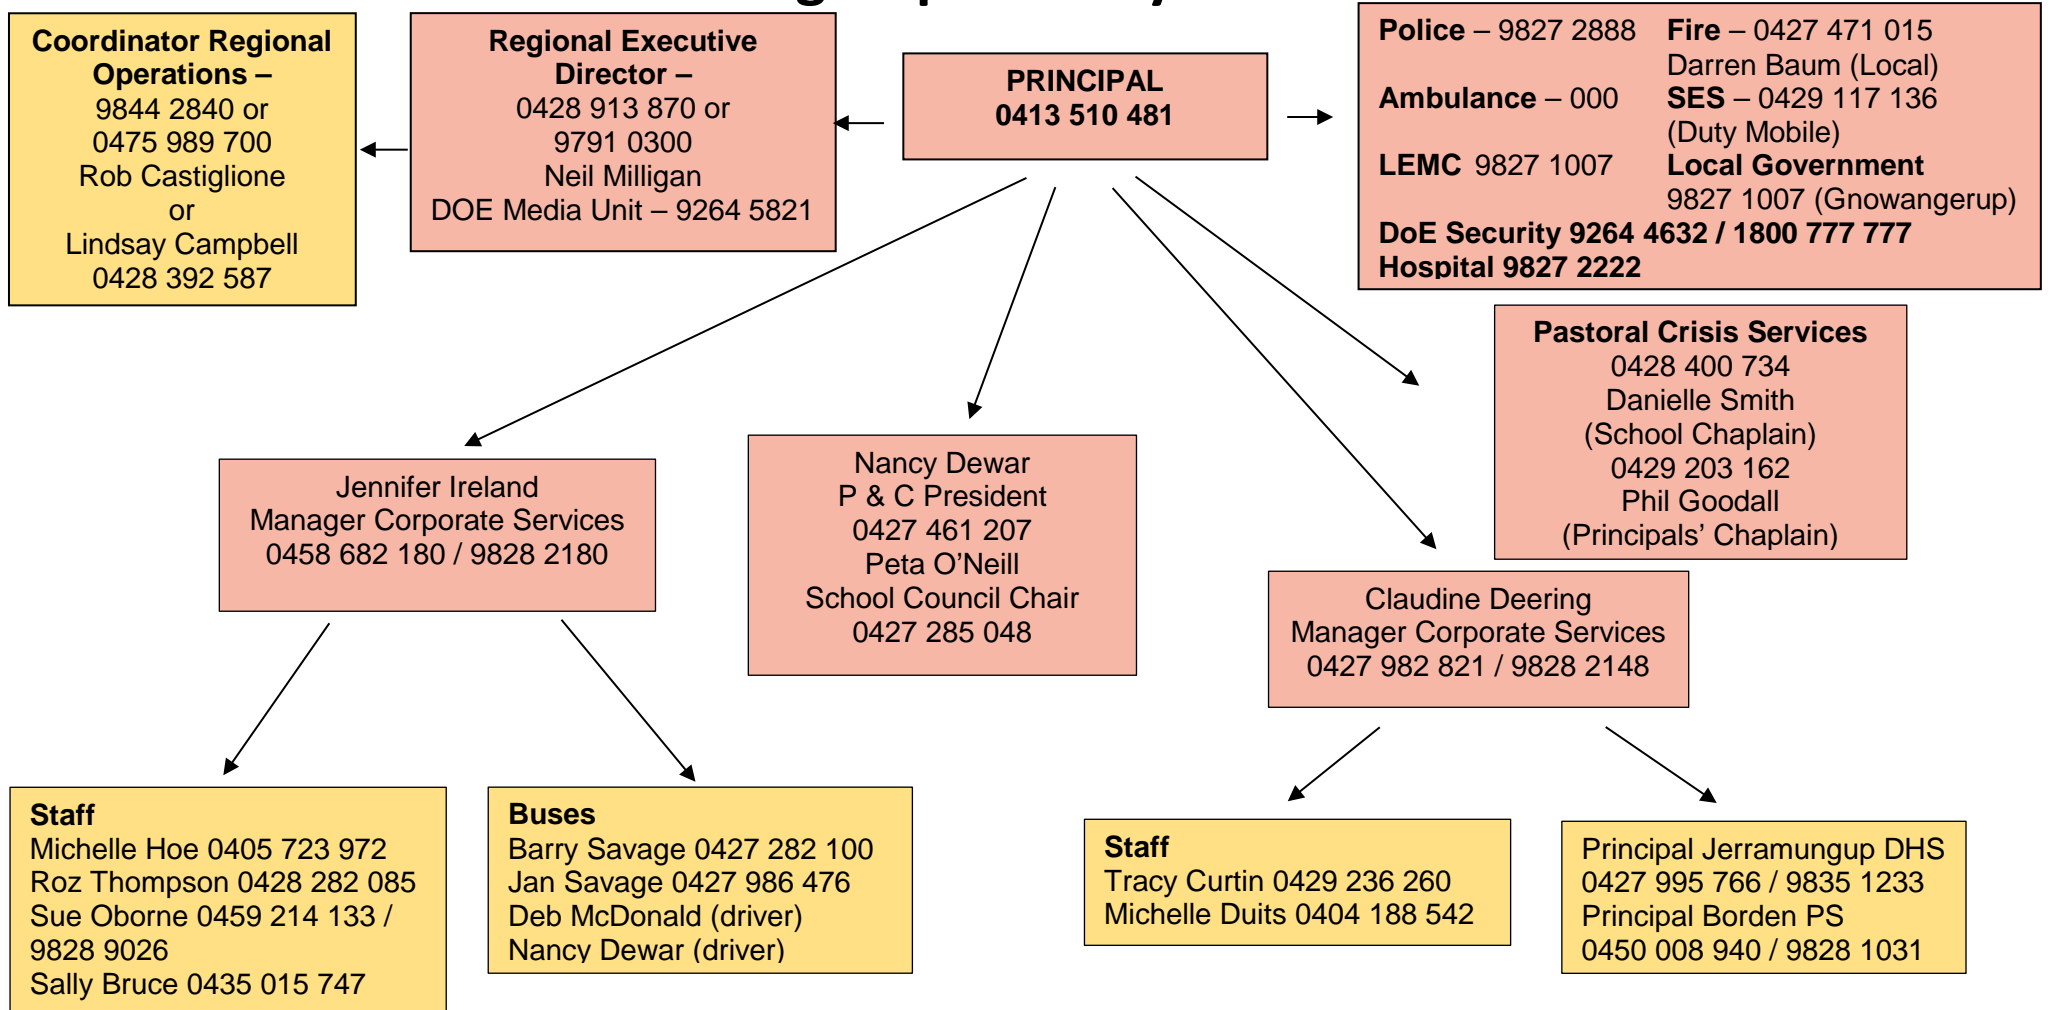 Coordinator Regional
Operations –
9844 2840 or
0475 989 700
Rob Castiglione
or
Lindsay Campbell
0428 392 587
Regional Executive
Director –
0428 913 870 or
9791 0300
Neil Milligan
DOE Media Unit – 9264 5821
PRINCIPAL
0413 510 481
Police – 9827 2888 Fire – 0427 471 015
Darren Baum (Local)
Ambulance – 000 SES – 0429 117 136
(Duty Mobile)
LEMC 9827 1007 Local Government
9827 1007 (Gnowangerup)
DoE Security 9264 4632 / 1800 777 777
Hospital 9827 2222
Pastoral Crisis Services
0428 400 734
Danielle Smith
(School Chaplain)
0429 203 162
Phil Goodall
(Principals’ Chaplain)
Jennifer Ireland
Manager Corporate Services
0458 682 180 / 9828 2180
Nancy Dewar
P & C President
0427 461 207
Peta O’Neill
School Council Chair
0427 285 048
Claudine Deering
Manager Corporate Services
0427 982 821 / 9828 2148
Staff
Michelle Hoe 0405 723 972
Roz Thompson 0428 282 085
Sue Oborne 0459 214 133 /
9828 9026
Sally Bruce 0435 015 747
Buses
Barry Savage 0427 282 100
Jan Savage 0427 986 476
Deb McDonald (driver)
Nancy Dewar (driver)
Staff
Tracy Curtin 0429 236 260
Michelle Duits 0404 188 542
Principal Jerramungup DHS
0427 995 766 / 9835 1233
Principal Borden PS
0450 008 940 / 9828 1031